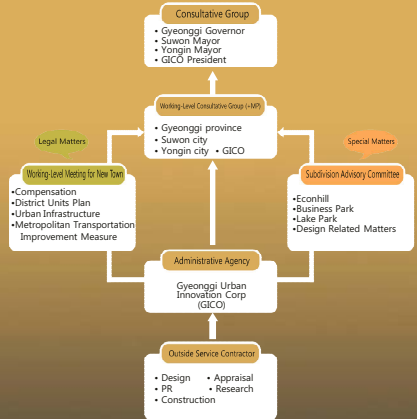 Consultative Group
• Gyeonggi Governor
• Suwon Mayor
• Yongin Mayor
• GICO President
Working-Level Consultative Group (+MP)
• Gyeonggi province
• Suwon city
• Yongin city • GICO
Legal Matters
Working-Level Meeting for New Town
•Compensation
•District Units Plan
•Urban Infrastructure
•Metropolitan Transportation
Improvement Measure
Special Matters
Subdivision Advisory Committee
•Econhill
•Business Park
•Lake Park
•Design Related Matters
Administrative Agency
Gyeonggi Urban
Innovation Corp
(GICO)
Outside Service Contractor
• Design • Appraisal
• PR • Research
• Construction